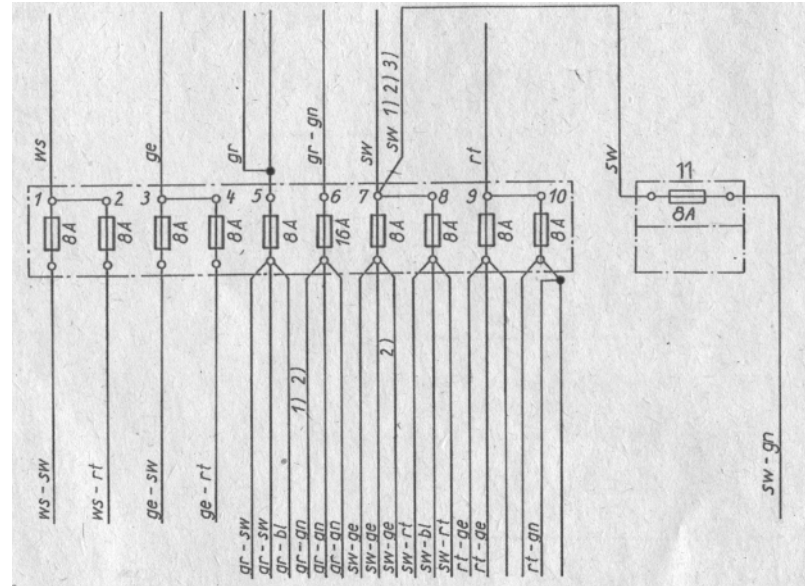 ws
ge
gr
gr - gn
sw
sw 1) 2) 3)
rt
sw
1
2
3
4
5
6
7
8
9
10
11
8A
8A
8A
8A
8A
16A
8A
8A
8A
8A
8A
1) 2)
2)
ws - sw
ws - rt
ge - sw
ge - rt
gr - sw
gr - sw
gr - bl
gr - gn
gr - gn
gr - gn
sw - ge
sw - ge
sw - ge
sw - rt
sw - bl
sw - rt
rt - ge
rt - ge
rt - gn
sw - gn